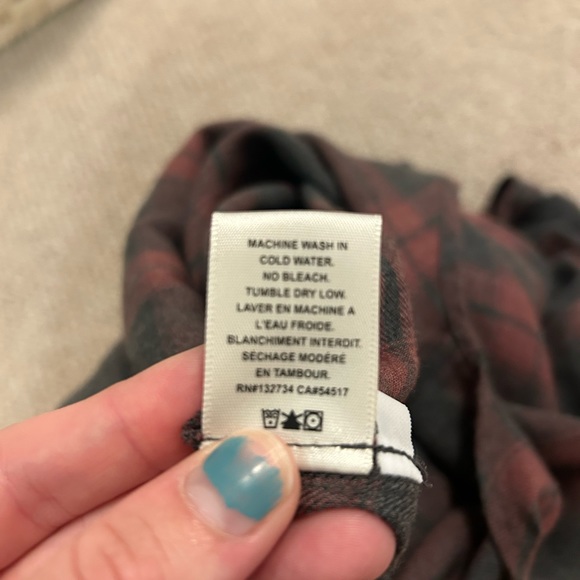 MACHINE WASH IN
COLD WATER.
NO BLEACH.
TUMBLE DRY LOW.
LAVER EN MACHINE A
L'EAU FROIDE.
BLANCHIMENT INTERDIT.
SÉCHAGE MODÉRÉ
EN TAMBOUR.
RN#132734 CA#54517